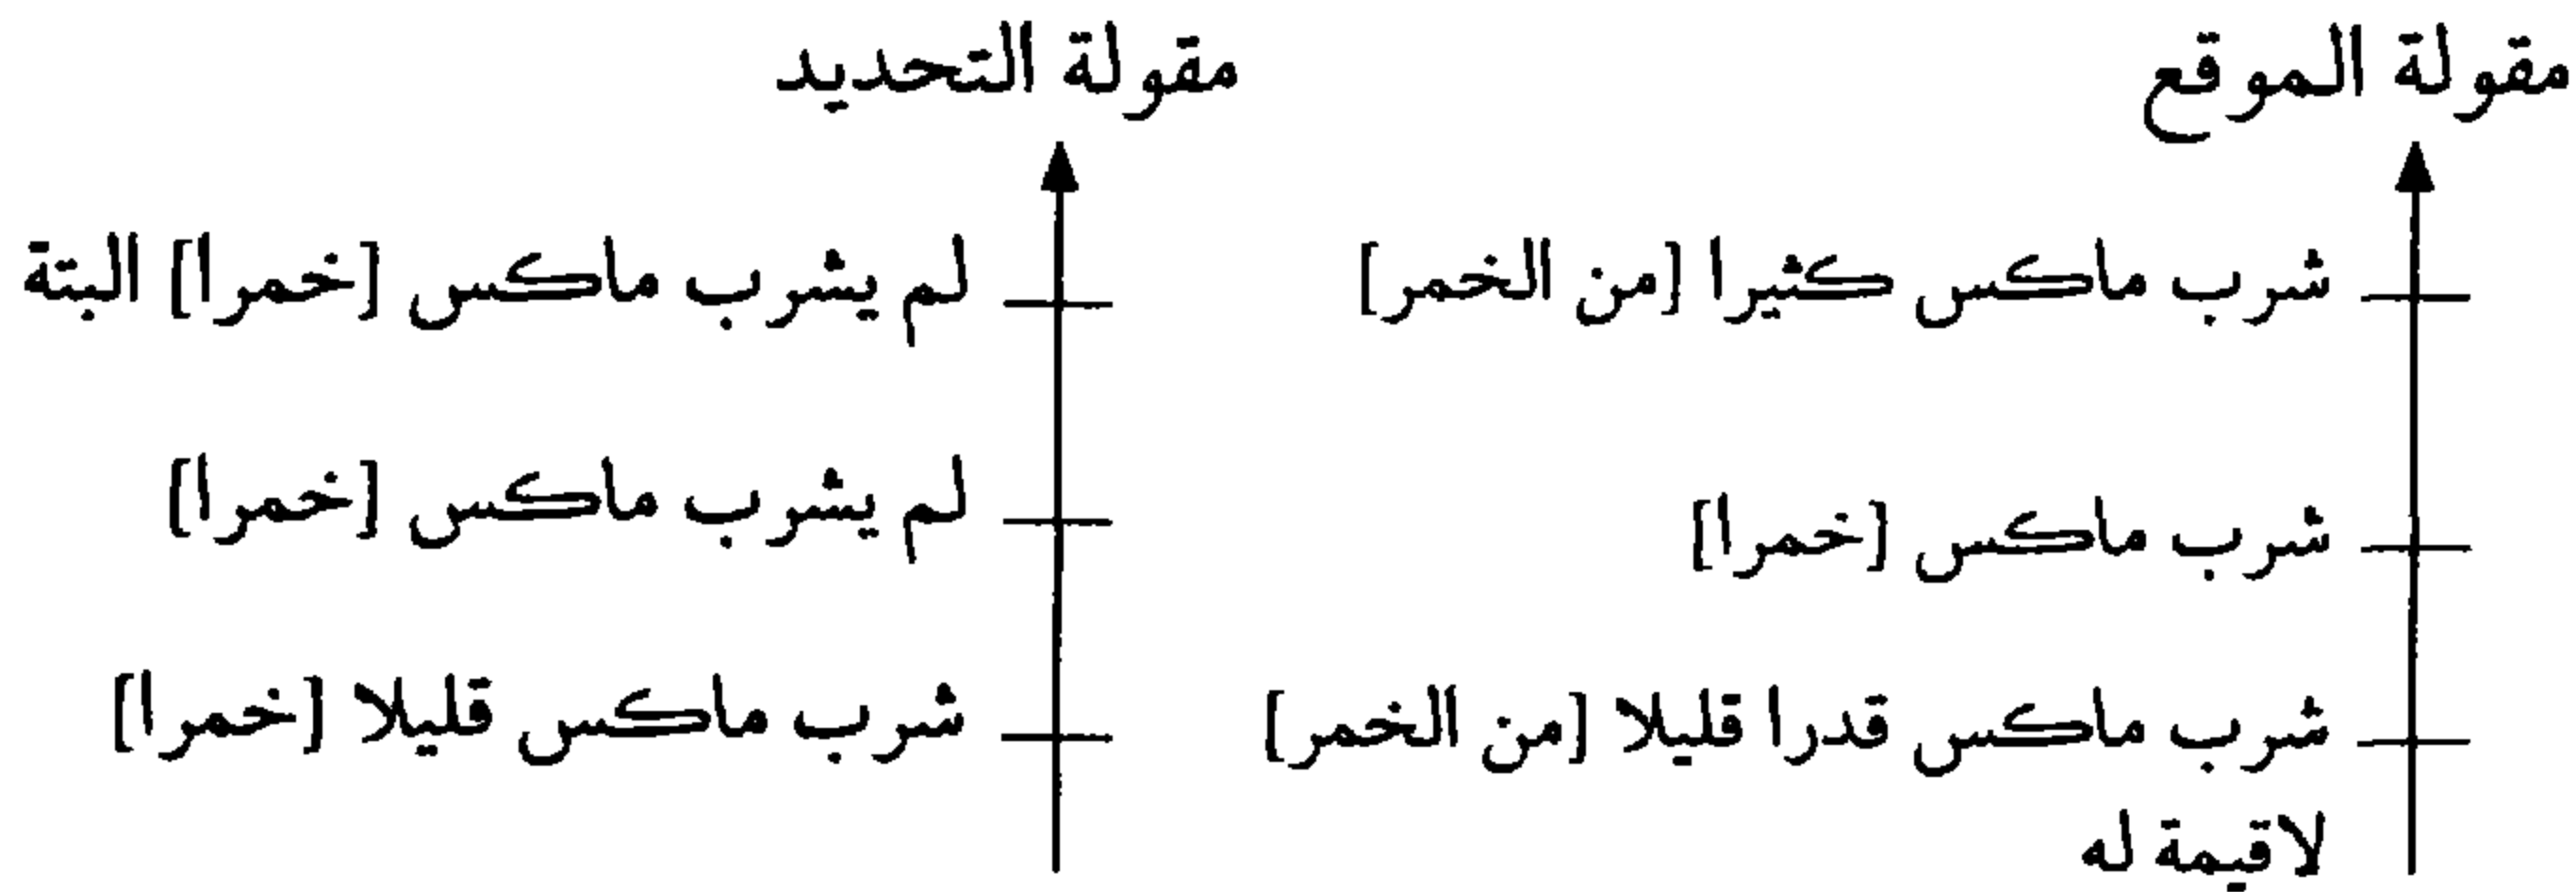 مقولة الموقع
شرب ماكس كثيرا [من الخمر]
شرب ماكس [خمرا]
شرب ماكس قدرا قليلا [من الخمر]
لاقيمة له
مقولة التحديد
لم يشرب ماكس [خمرا] البتة
لم يشرب ماكس [خمرا]
شرب ماكس قليلا [خمرا]